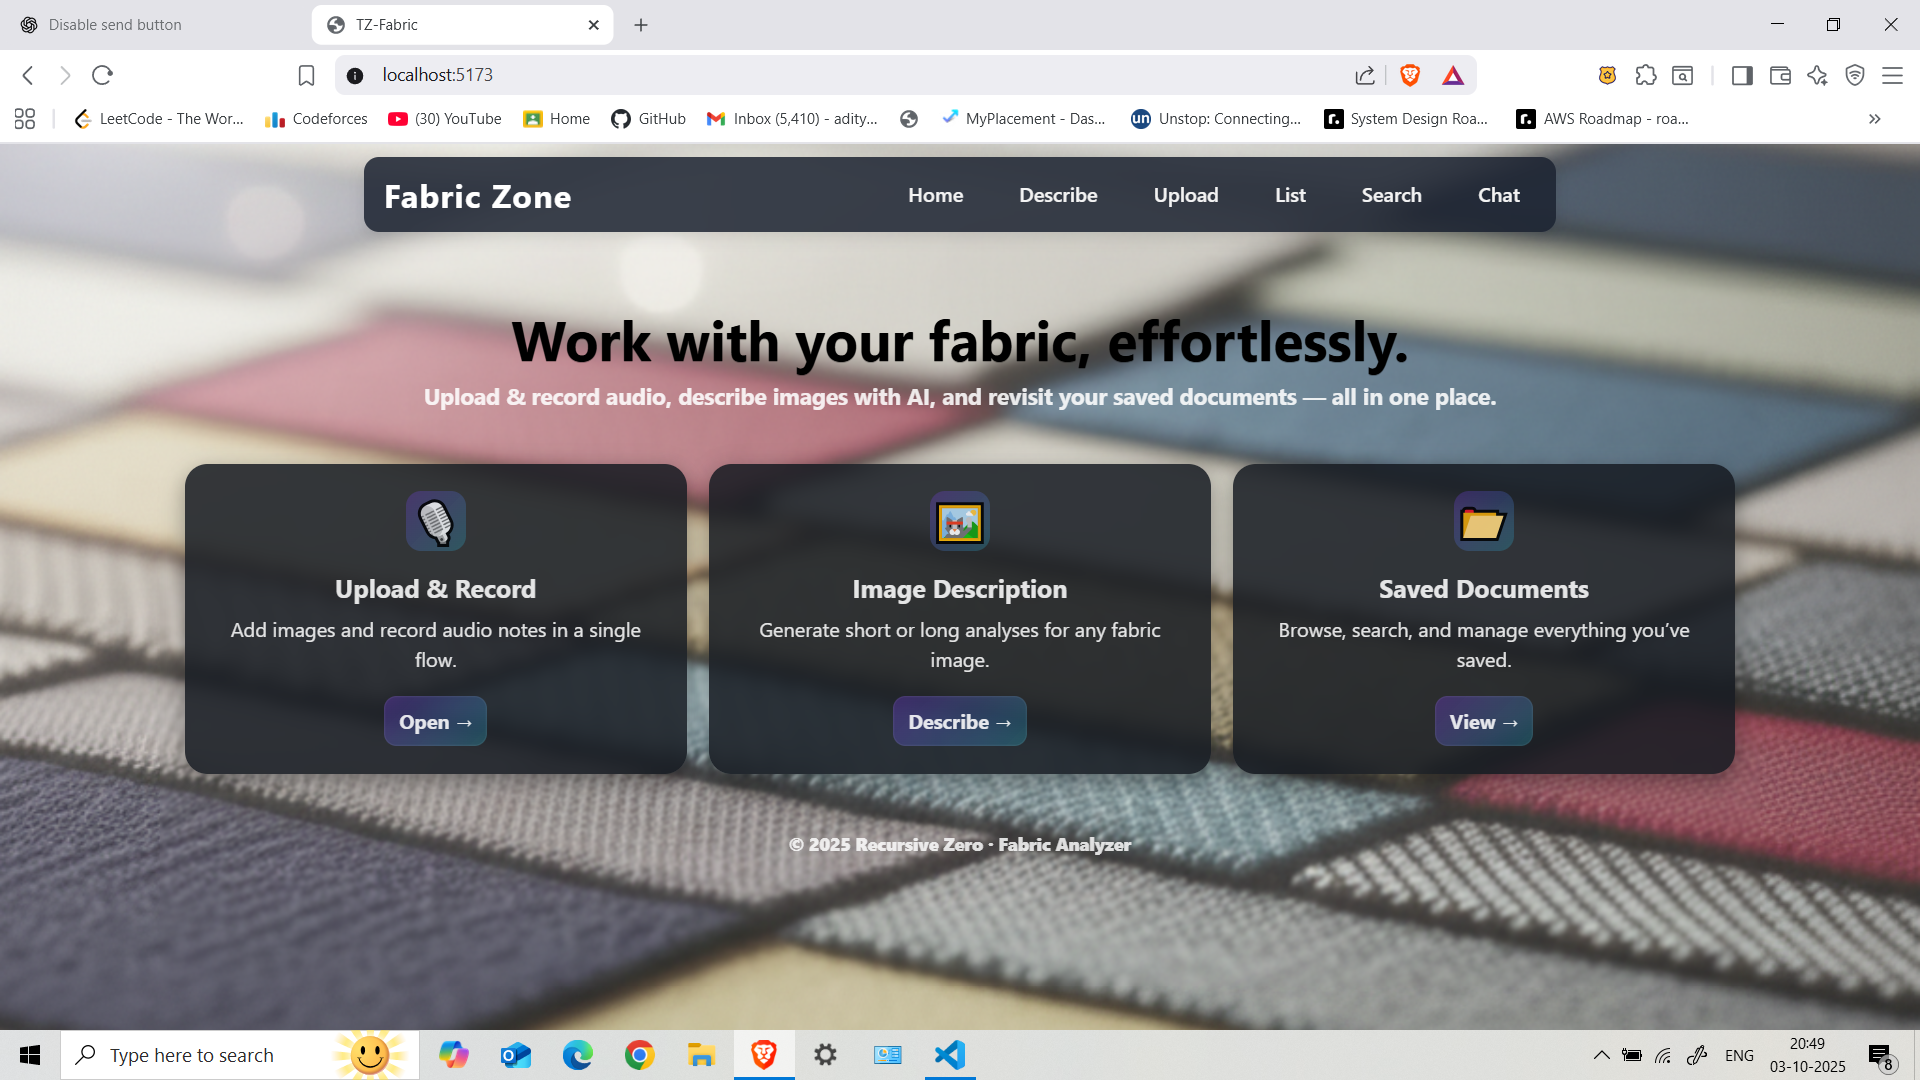 Disable send button
TZ-Fabric
localhost:5173
LeetCode - The Wor...
Codeforces
(30) YouTube
Home
GitHub
Inbox (5,410) - adity...
MyPlacement - Das...
un
Unstop: Connecting...
r.
System Design Roa...
r.
AWS Roadmap - roa...
Fabric Zone
Home
Describe
Upload
List
Search
Chat
Work with your fabric, effortlessly.
Upload & record audio, describe images with AI, and revisit your saved documents — all in one place.
Upload & Record
Add images and record audio notes in a single
flow.
Open →
Image Description
Generate short or long analyses for any fabric
image.
Describe →
Saved Documents
Browse, search, and manage everything you’ve
saved.
View →
© 2025 Recursive Zero · Fabric Analyzer
Type here to search
ENG
20:49
03-10-2025
8